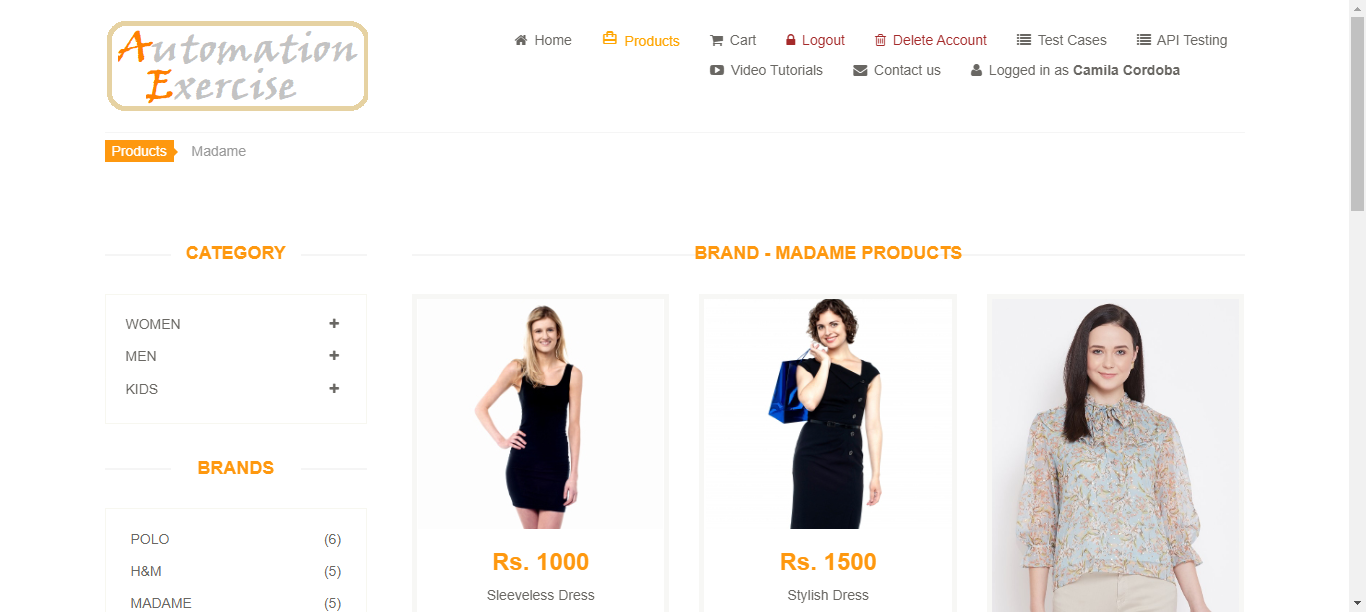 Automation
Exercise
Home Products Cart Logout Delete Account Test Cases API Testing
Video Tutorials Contact us Logged in as Camila Cordoba
Products Madame
CATEGORY
WOMEN
MEN
KIDS
BRANDS
POLO (6)
H&M (5)
MADAME (5)
BRAND - MADAME PRODUCTS
Rs. 1000
Sleeveless Dress
Rs. 1500
Stylish Dress